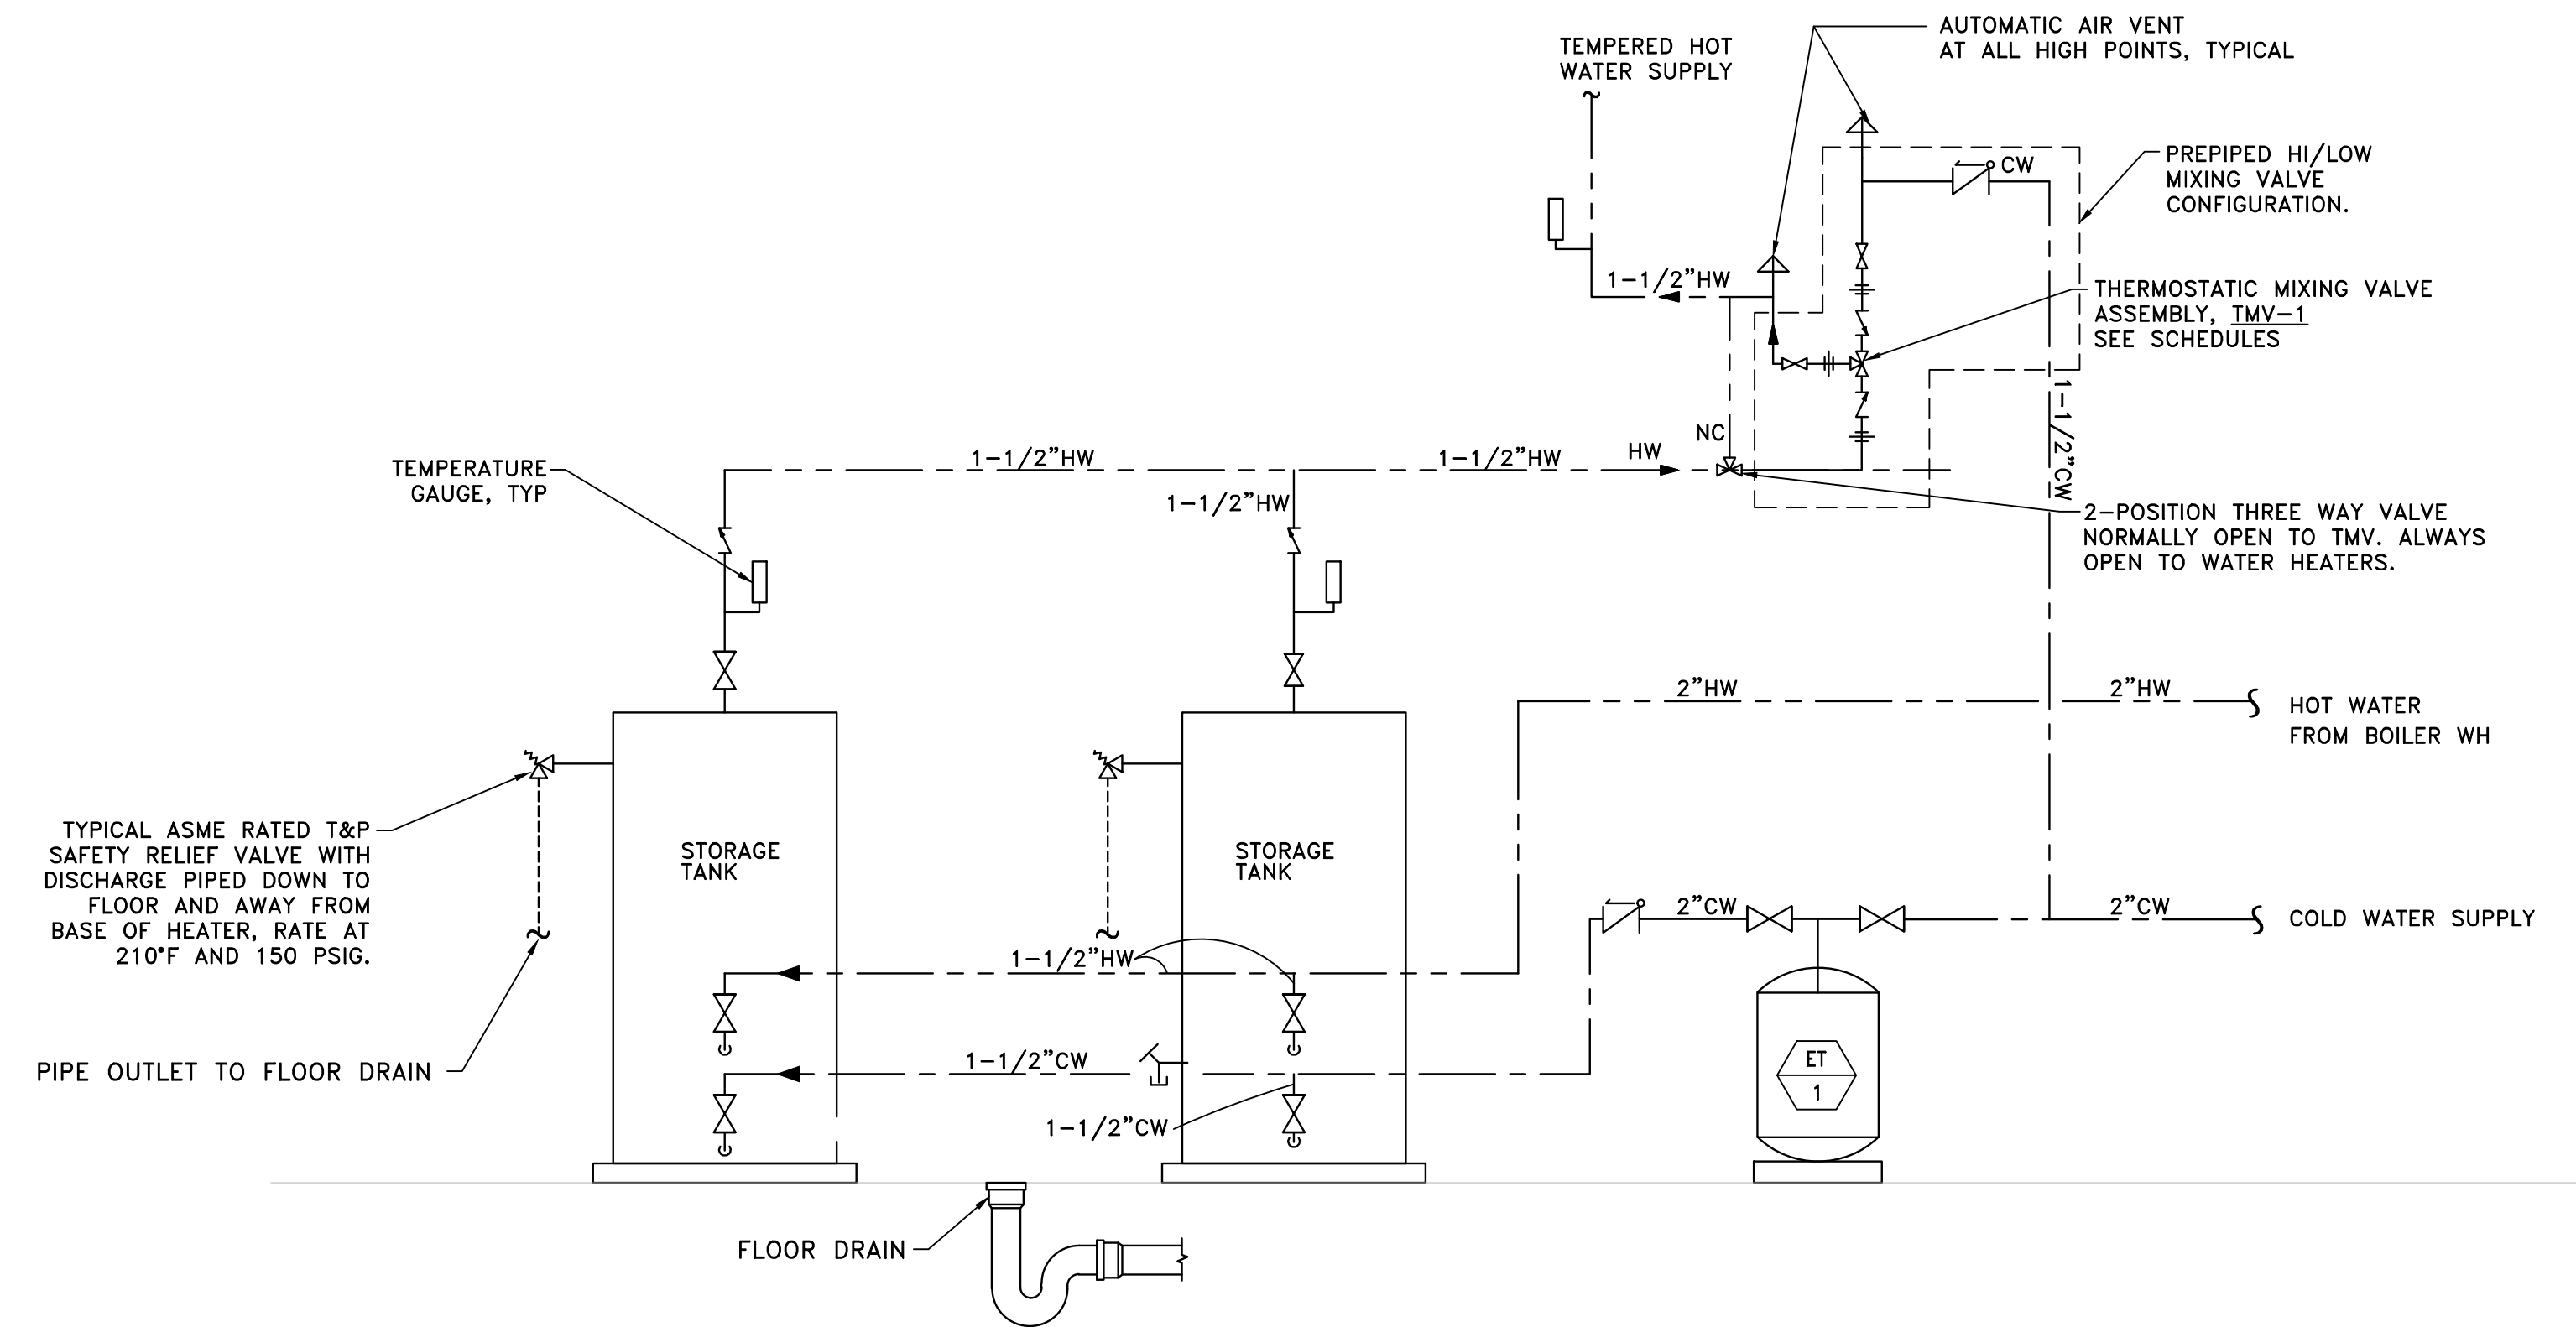 AUTOMATIC AIR VENT
AT ALL HIGH POINTS, TYPICAL
TEMPERED HOT
WATER SUPPLY
PREPIPED HI/LOW
MIXING VALVE
CONFIGURATION.
CW
1-1/2"HW
THERMOSTATIC MIXING VALVE
ASSEMBLY, TMV-1
SEE SCHEDULES
1-1/2"CW
NC
HW
1-1/2"HW
1-1/2"HW
1-1/2"HW
TEMPERATURE
GAUGE, TYP
2-POSITION THREE WAY VALVE
NORMALLY OPEN TO TMV. ALWAYS
OPEN TO WATER HEATERS.
2"HW
2"HW
HOT WATER
FROM BOILER WH
TYPICAL ASME RATED T&P
SAFETY RELIEF VALVE WITH
DISCHARGE PIPED DOWN TO
FLOOR AND AWAY FROM
BASE OF HEATER, RATE AT
210°F AND 150 PSIG.
STORAGE
TANK
STORAGE
TANK
2"CW
2"CW
COLD WATER SUPPLY
1-1/2"HW
PIPE OUTLET TO FLOOR DRAIN
1-1/2"CW
1-1/2"CW
ET
1
FLOOR DRAIN